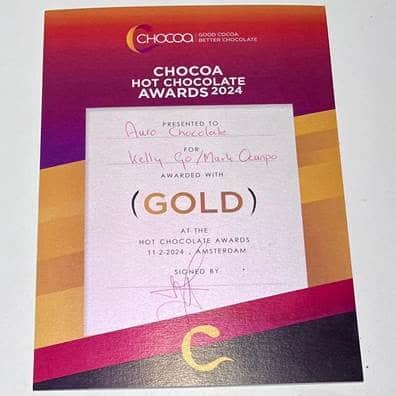 CHOCOA GOOD COCOA
BETTER CHOCOLATE
CHOCOA
HOT CHOCOLATE
AWARDS 2024
PRESENTED TO
Auro Chocolate
FOR
Kelly Go/Mark Ocampo
AWARDED WITH
(GOLD)
AT THE
HOT CHOCOLATE AWARDS
11-2-2024, AMSTERDAM
SIGNED BY